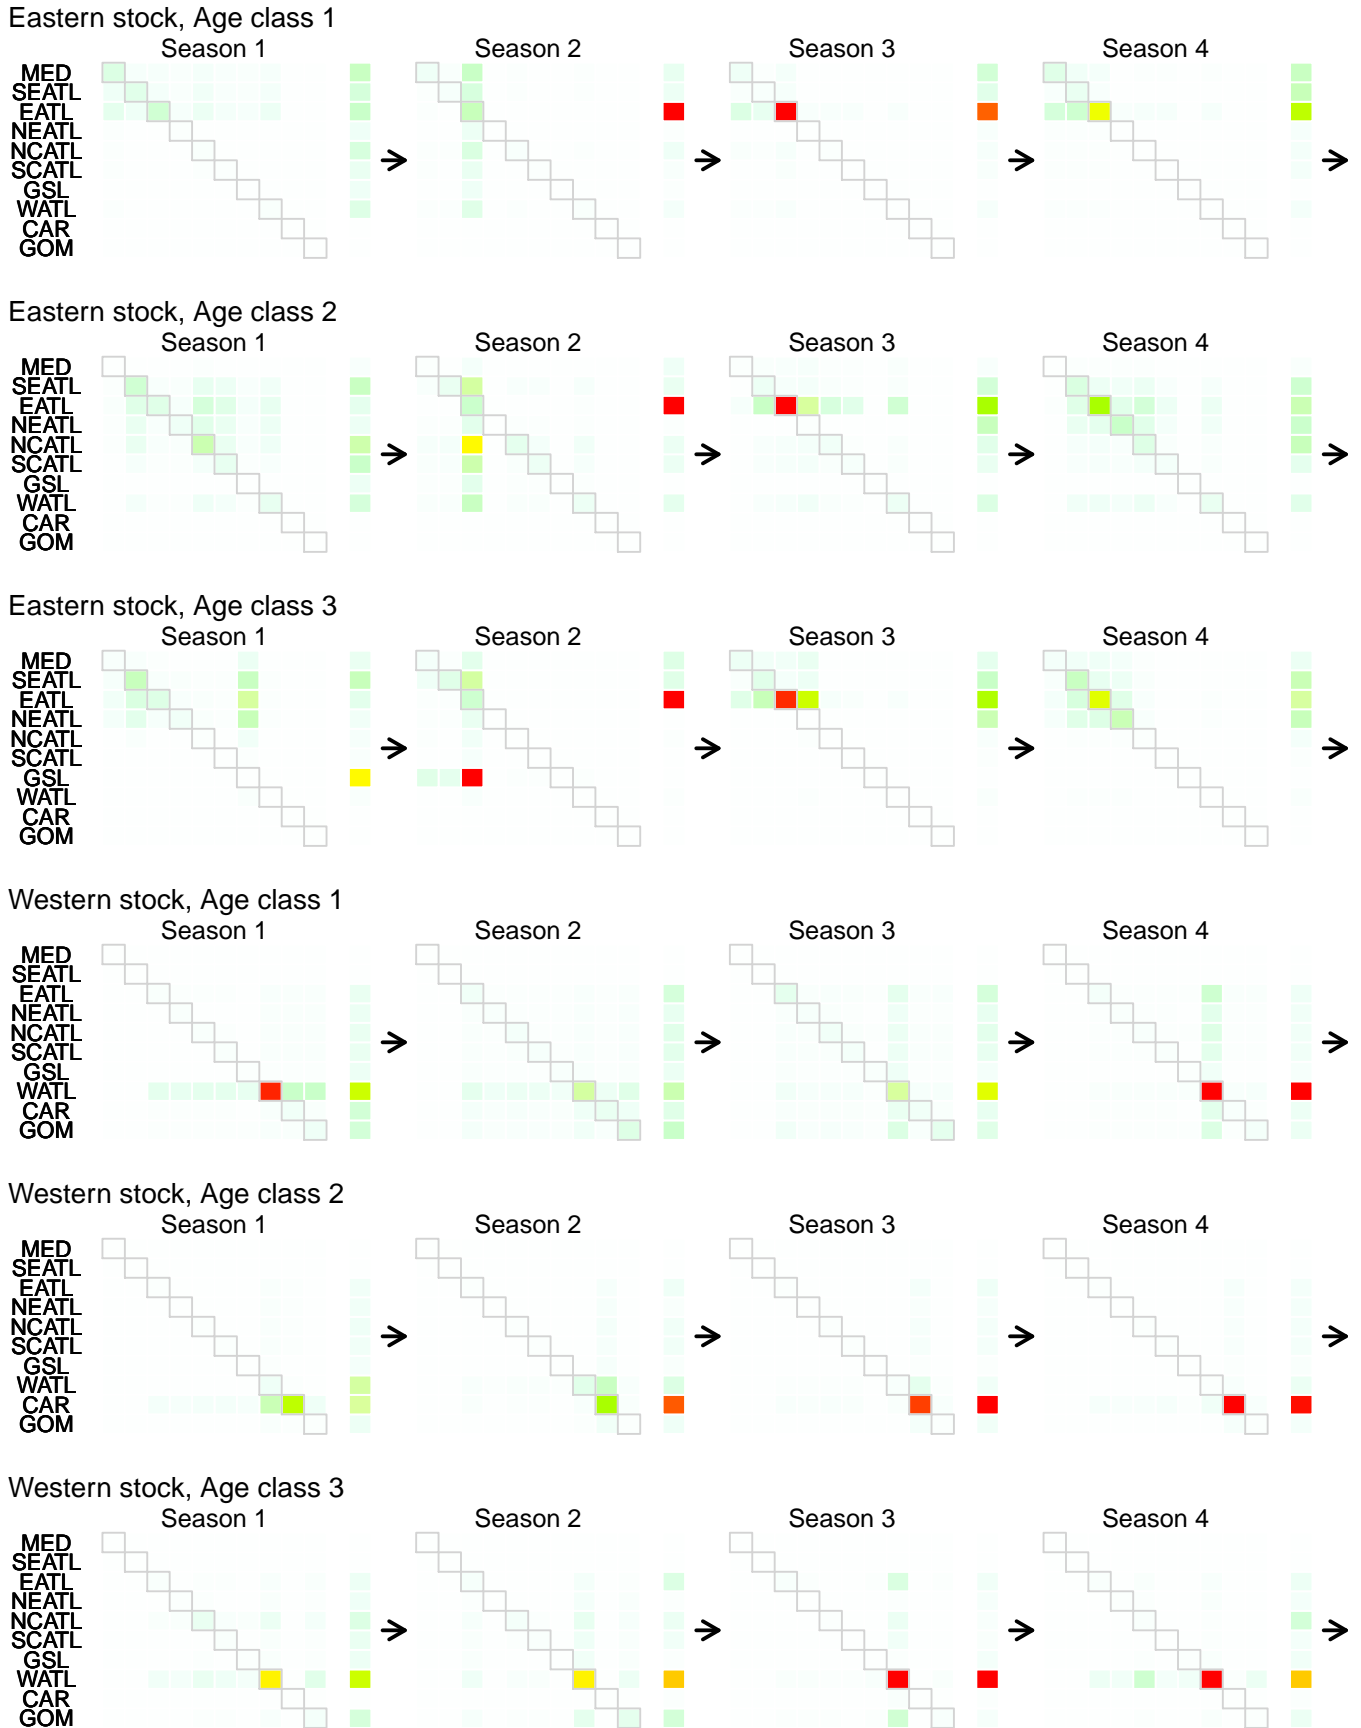 Eastern stock, Age class 1
Season 1 Season 2 Season 3 Season 4
MED
SEATL
EATL
NEATL
NCATL
SCATL
GSL
WATL
CAR
GOM
Eastern stock, Age class 2
Season 1 Season 2 Season 3 Season 4
MED
SEATL
EATL
NEATL
NCATL
SCATL
GSL
WATL
CAR
GOM
Eastern stock, Age class 3
Season 1 Season 2 Season 3 Season 4
MED
SEATL
EATL
NEATL
NCATL
SCATL
GSL
WATL
CAR
GOM
Western stock, Age class 1
Season 1 Season 2 Season 3 Season 4
MED
SEATL
EATL
NEATL
NCATL
SCATL
GSL
WATL
CAR
GOM
Western stock, Age class 2
Season 1 Season 2 Season 3 Season 4
MED
SEATL
EATL
NEATL
NCATL
SCATL
GSL
WATL
CAR
GOM
Western stock, Age class 3
Season 1 Season 2 Season 3 Season 4
MED
SEATL
EATL
NEATL
NCATL
SCATL
GSL
WATL
CAR
GOM